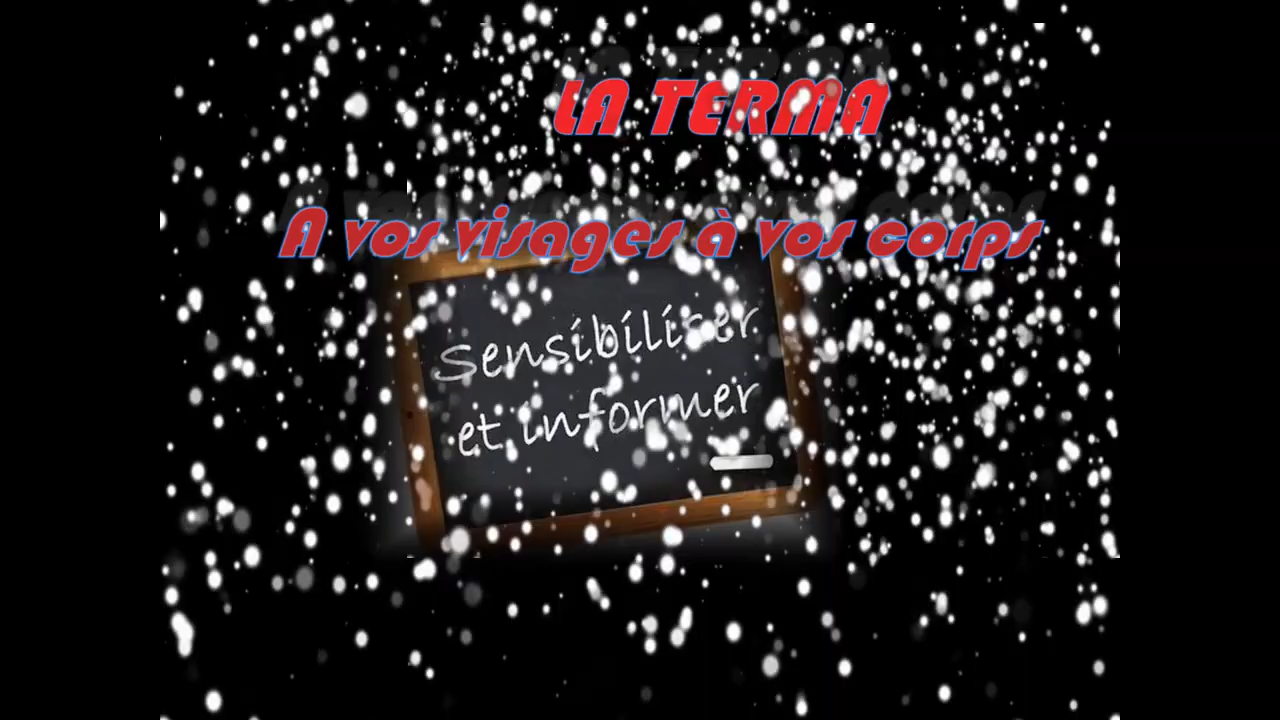 LA TERMA
A vos visages à vos corps
Sensibiliser
et informer